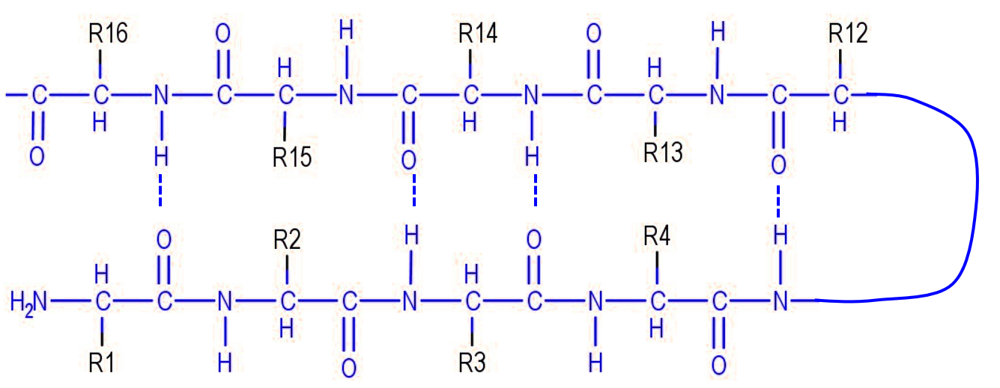 R16 O H R14 O H R12
H H
C C N C C N C C N C C N C C
H H H
O H R15 O H R13 O
O R2 H O R4 H
H H
H₂N C C N C C N C C N C C N
H H
R1 H O R3 H O